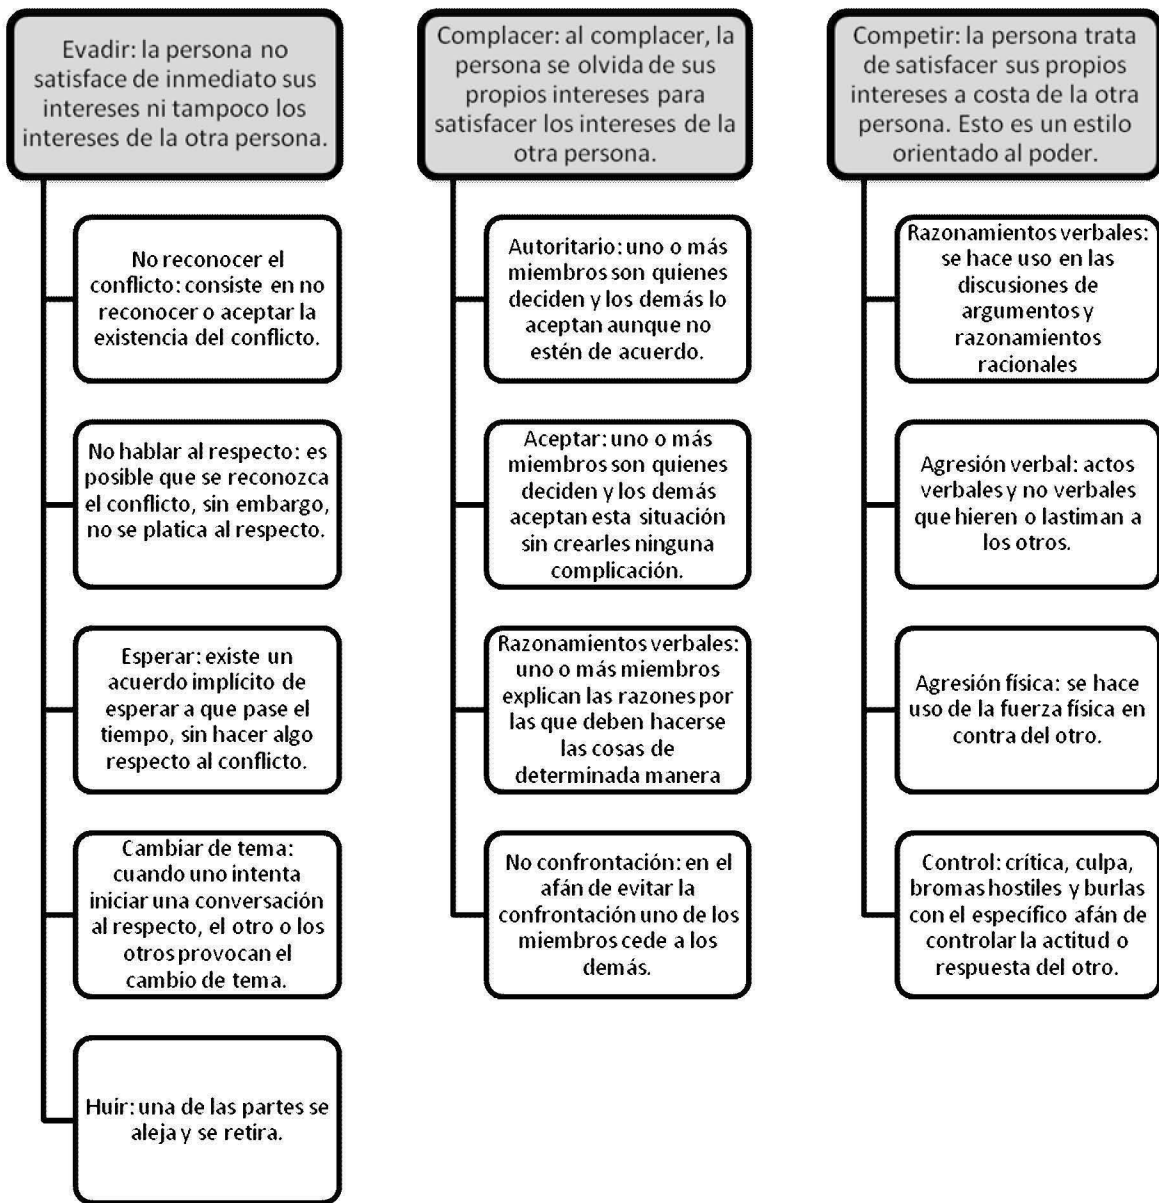 Evadir: la persona no
satisface de inmediato sus
intereses ni tampoco los
intereses de la otra persona.
No reconocer el
conflicto: consiste en no
reconocer o aceptar la
existencia del conflicto.
No hablar al respecto: es
posible que se reconozca
el conflicto, sin embargo,
no se platica al respecto.
Esperar: existe un
acuerdo implícito de
esperar a que pase el
tiempo, sin hacer algo
respecto al conflicto.
Cambiar de tema:
cuando uno intenta
iniciar una conversación
al respecto, el otro o los
otros provocan el
cambio de tema.
Huír: una de las partes se
aleja y se retira.
Complacer: al complacer, la
persona se olvida de sus
propios intereses para
satisfacer los intereses de la
otra persona.
Autoritario: uno o más
miembros son quienes
deciden y los demás lo
aceptan aunque no
estén de acuerdo.
Aceptar: uno o más
miembros son quienes
deciden y los demás
aceptan esta situación
sin crearles ninguna
complicación.
Razonamientos verbales:
uno o más miembros
explican las razones por
las que deben hacerse
las cosas de
determinada manera
No confrontación: en el
afán de evitar la
confrontación uno de los
miembros cede a los
demás.
Competir: la persona trata
de satisfacer sus propios
intereses a costa de la otra
persona. Esto es un estilo
orientado al poder.
Razonamientos verbales:
se hace uso en las
discusiones de
argumentos y
razonamientos
racionales
Agresión verbal: actos
verbales y no verbales
que hieren o lastiman a
los otros.
Agresión física: se hace
uso de la fuerza física en
contra del otro.
Control: crítica, culpa,
bromas hostiles y burlas
con el específico afán de
controlar la actitud o
respuesta del otro.